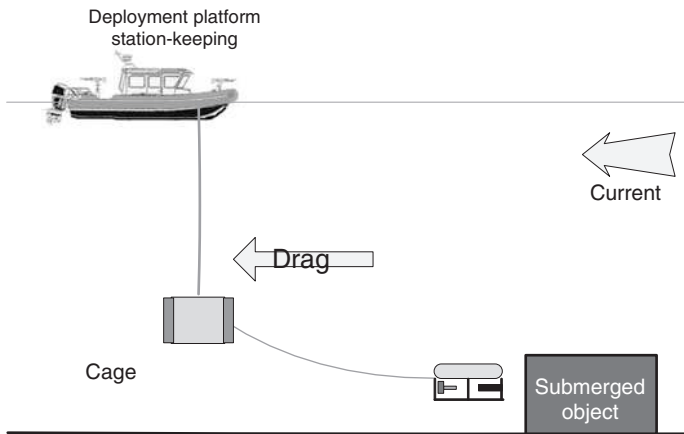 Deployment platform
station-keeping
Current
Drag
Cage
Submerged
object